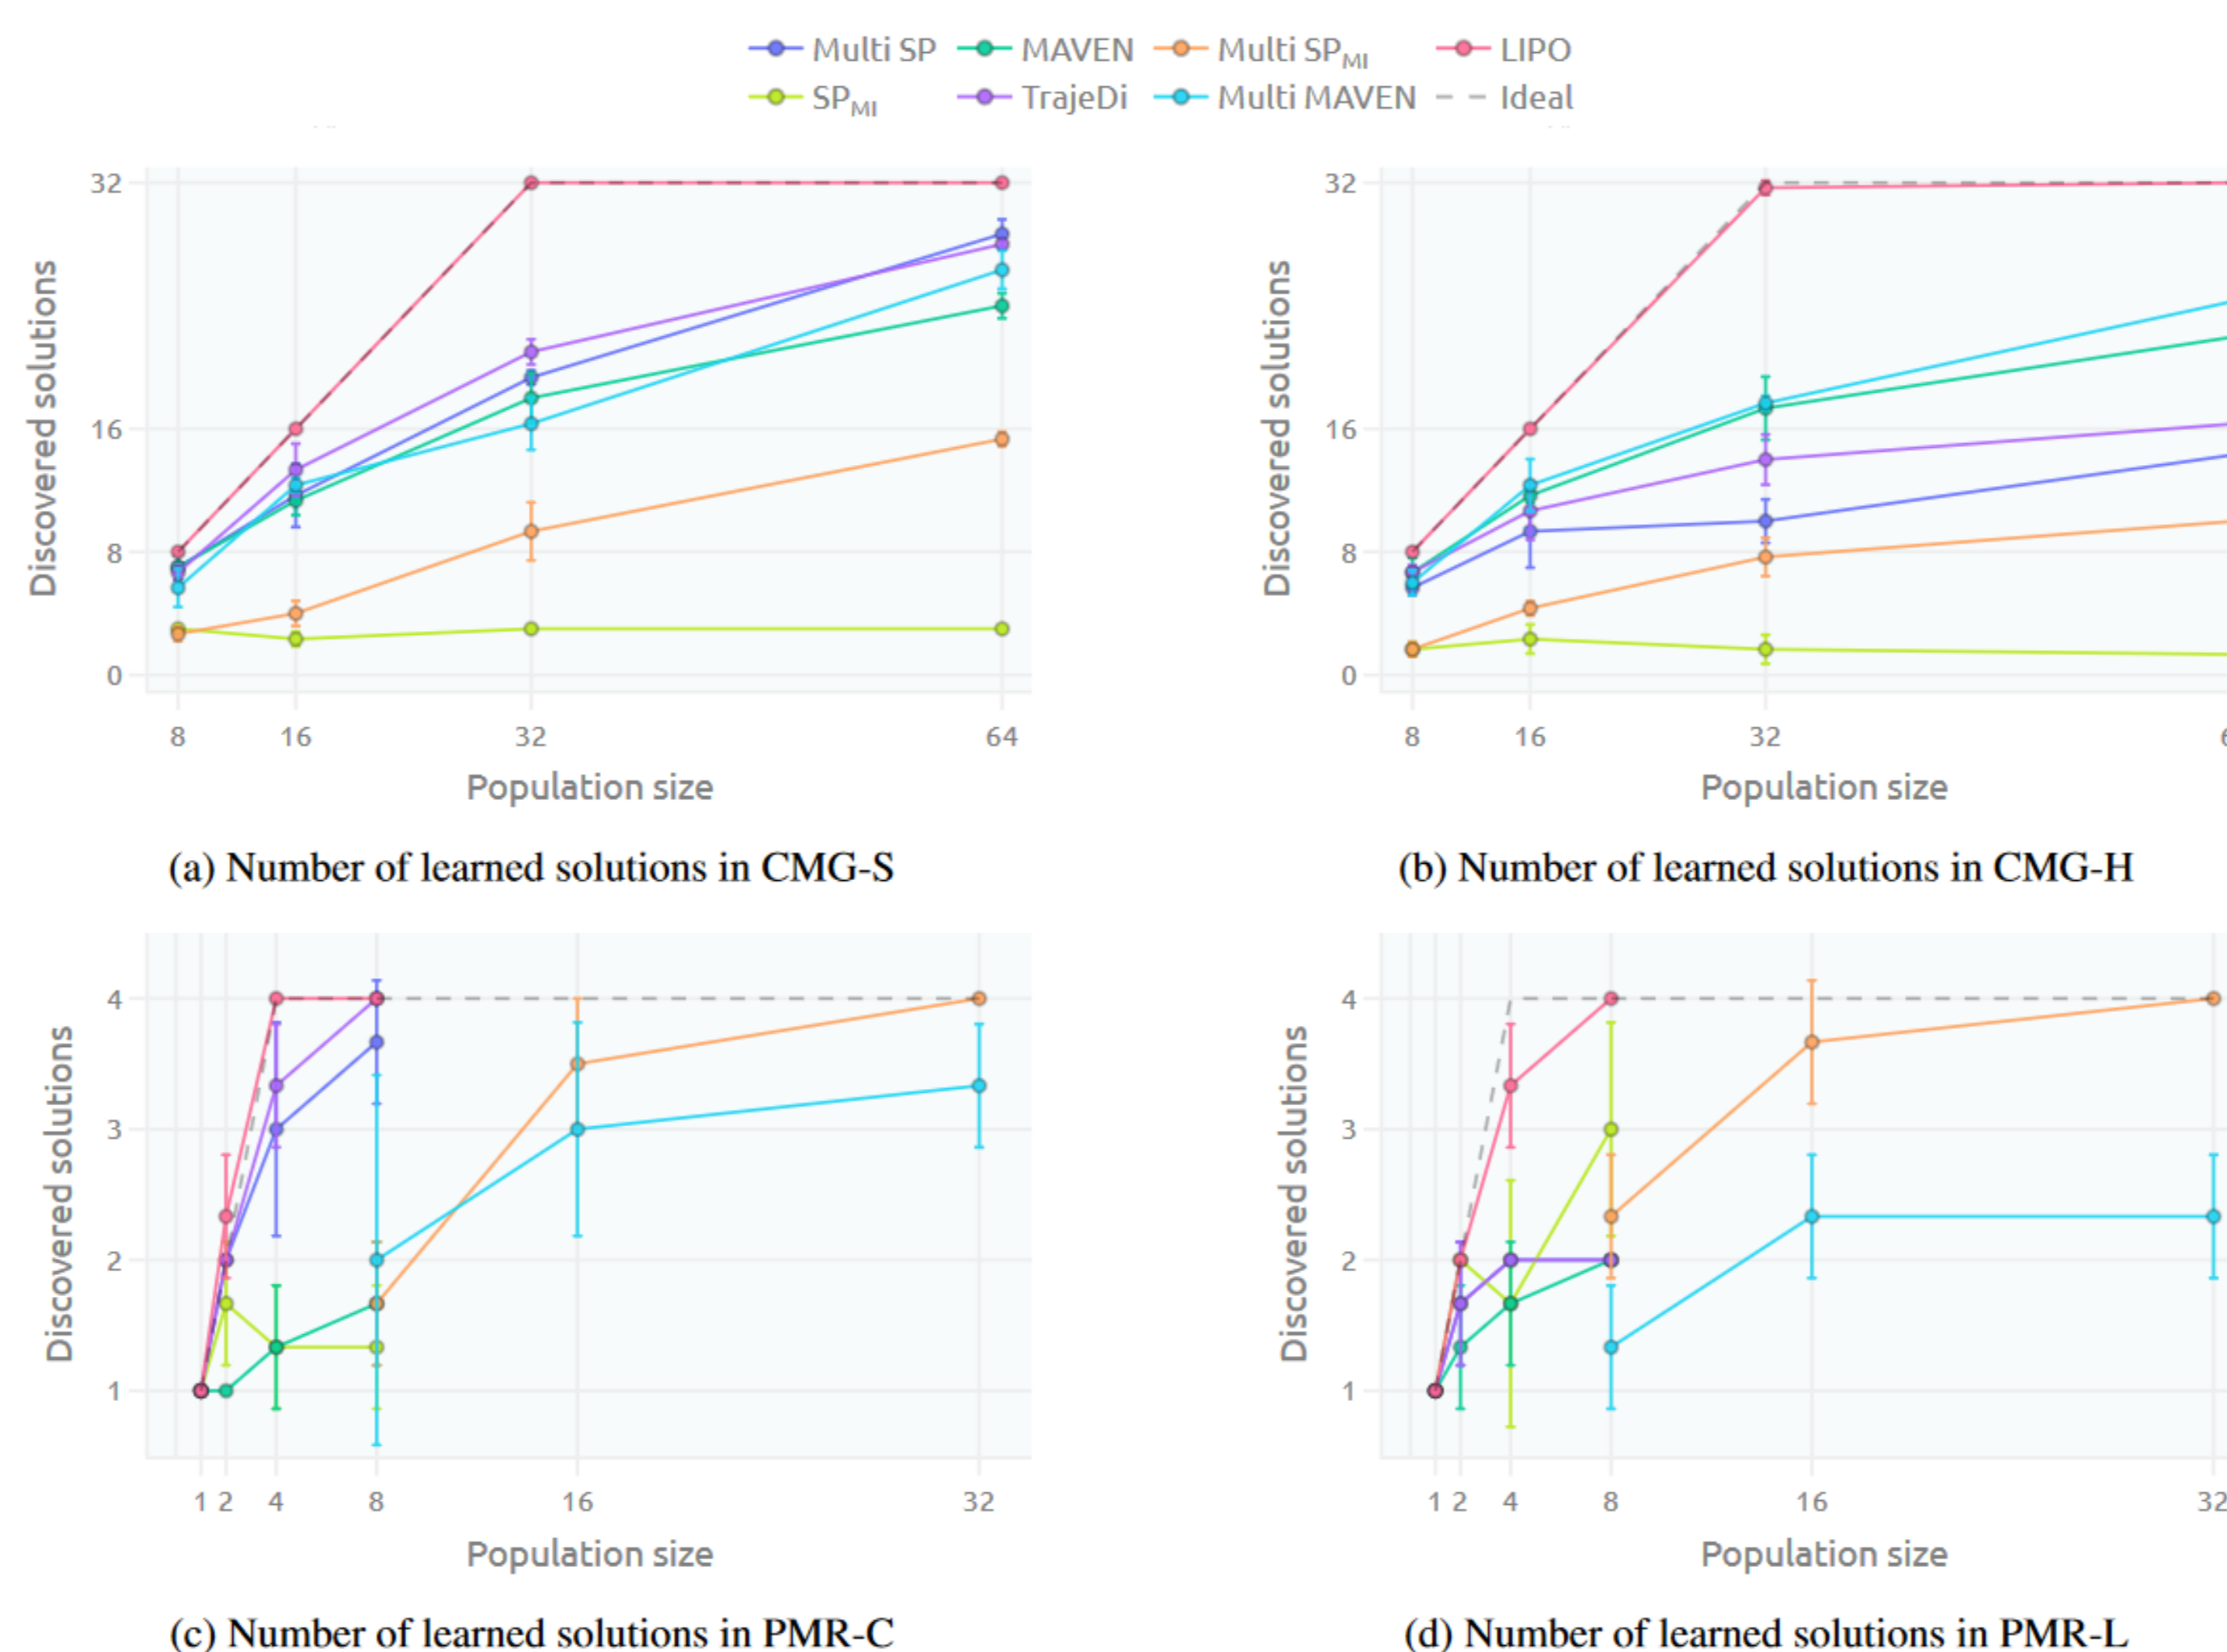 Multi SP MAVEN Multi SP_MI LIPO
SP_MI TrajeDi Multi MAVEN Ideal
Discovered solutions
32
16
8
0
8 16 32 64
Population size
(a) Number of learned solutions in CMG-S
Discovered solutions
32
16
8
0
8 16 32
Population size
(b) Number of learned solutions in CMG-H
Discovered solutions
4
3
2
1
1 2 4 8 16 32
Population size
(c) Number of learned solutions in PMR-C
Discovered solutions
4
3
2
1
1 2 4 8 16 32
Population size
(d) Number of learned solutions in PMR-L